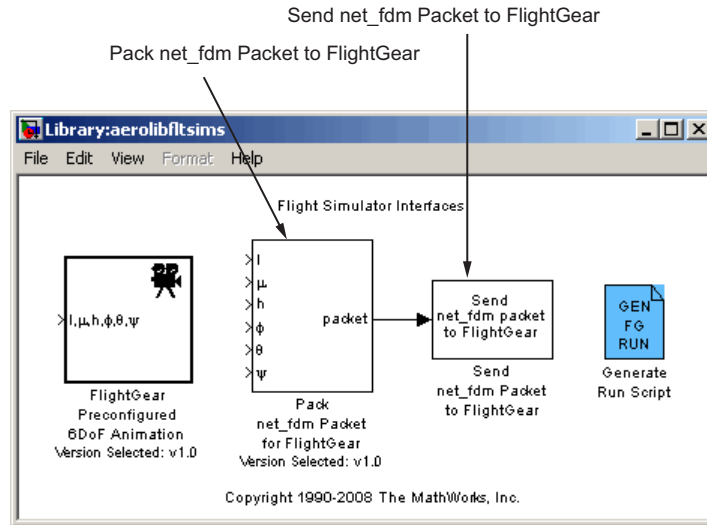 Send net_fdm Packet to FlightGear
Pack net_fdm Packet to FlightGear
Library:aerolibfltsims
File Edit View Format Help
Flight Simulator Interfaces
l,μ,h,ϕ,θ,ψ
FlightGear
Preconfigured
6DoF Animation
Version Selected: v1.0
l
μ
h
ϕ
θ
ψ
packet
Pack
net_fdm Packet
for FlightGear
Version Selected: v1.0
Send
net_fdm packet
to FlightGear
Send
net_fdm Packet
to FlightGear
GEN
FG
RUN
Generate
Run Script
Copyright 1990-2008 The MathWorks, Inc.